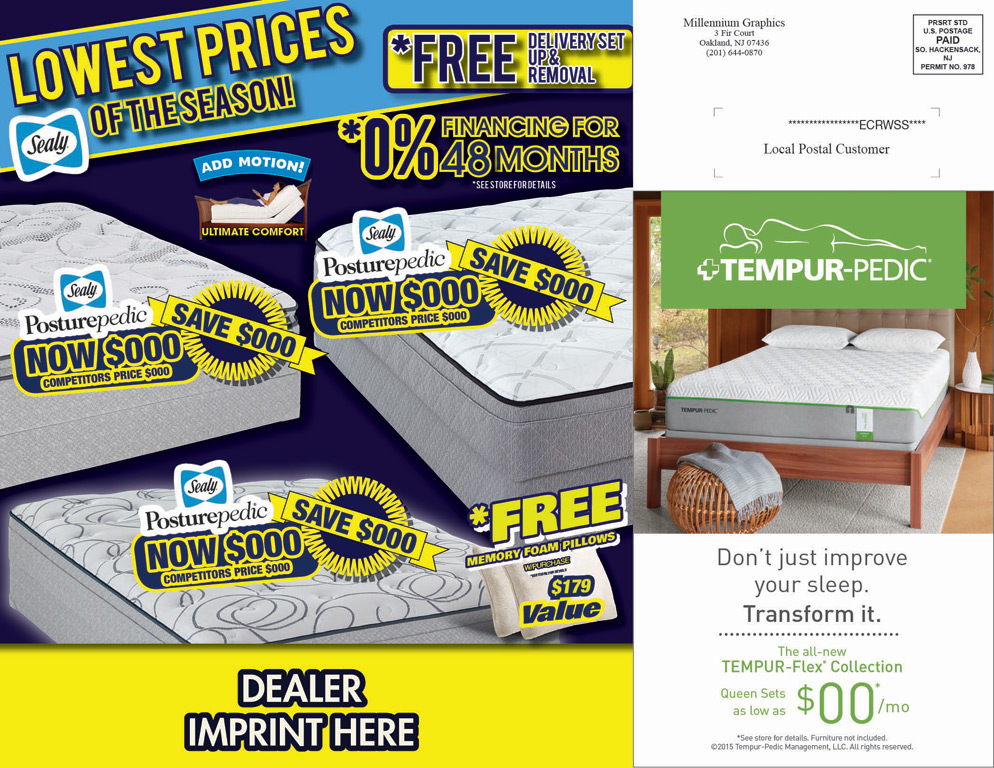 LOWEST PRICES
OF THE SEASON!
Sealy
*FREE DELIVERY SET
UP &
REMOVAL
*0% FINANCING FOR
48 MONTHS
*SEE STORE FOR DETAILS
ADD MOTION!
ULTIMATE COMFORT
Sealy
Posturepedic
SAVE $000
NOW $000
COMPETITORS PRICE $000
Sealy
Posturepedic
SAVE $000
NOW $000
COMPETITORS PRICE $000
Sealy
Posturepedic
SAVE $000
NOW $000
COMPETITORS PRICE $000
*FREE
MEMORY FOAM PILLOWS
W/PURCHASE
$179
Value
DEALER
IMPRINT HERE
Millennium Graphics
3 Fir Court
Oakland, NJ 07436
(201) 644-0870
PRSRT STD
U.S. POSTAGE
PAID
SO. HACKENSACK,
NJ
PERMIT NO. 978
*****************ECRWSS****
Local Postal Customer
TEMPUR-PEDIC®
TEMPUR-PEDIC
Don't just improve
your sleep.
Transform it.
The all-new
TEMPUR-Flex® Collection
Queen Sets
as low as
$00*/mo
*See store for details. Furniture not included.
©2015 Tempur-Pedic Management, LLC. All rights reserved.